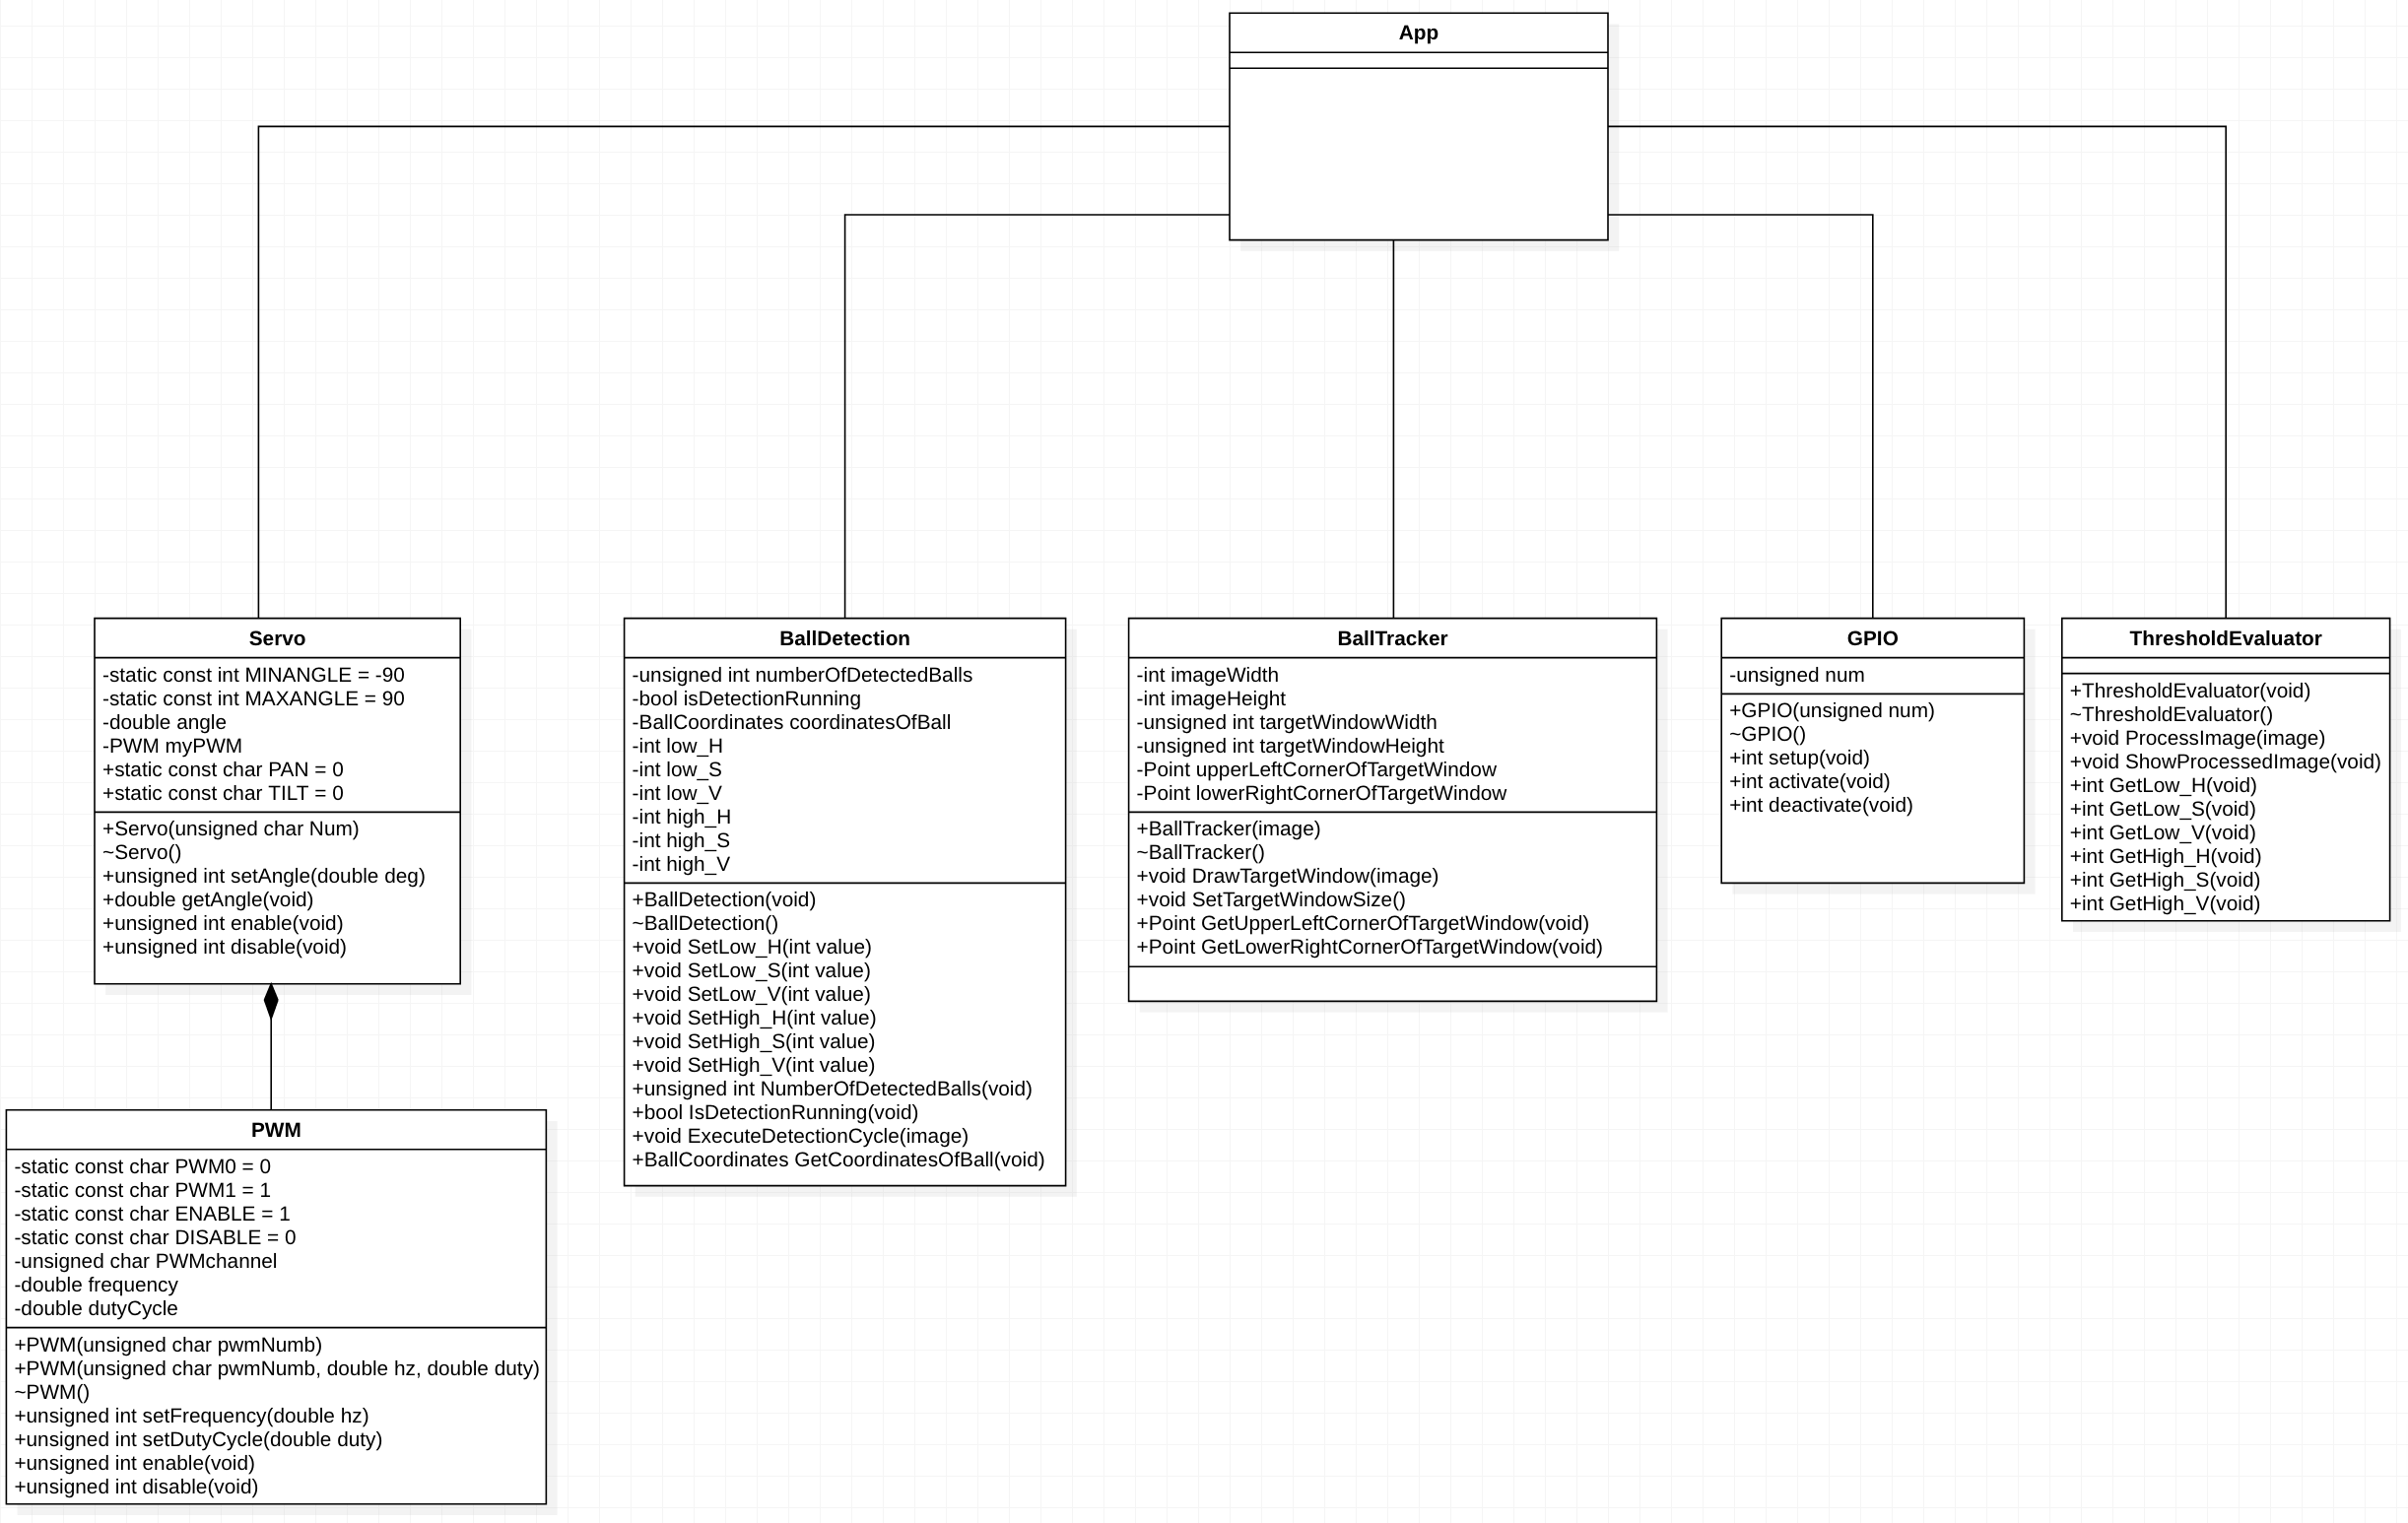 App
Servo
-static const int MINANGLE = -90
-static const int MAXANGLE = 90
-double angle
-PWM myPWM
+static const char PAN = 0
+static const char TILT = 0
+Servo(unsigned char Num)
~Servo()
+unsigned int setAngle(double deg)
+double getAngle(void)
+unsigned int enable(void)
+unsigned int disable(void)
BallDetection
-unsigned int numberOfDetectedBalls
-bool isDetectionRunning
-BallCoordinates coordinatesOfBall
-int low_H
-int low_S
-int low_V
-int high_H
-int high_S
-int high_V
+BallDetection(void)
~BallDetection()
+void SetLow_H(int value)
+void SetLow_S(int value)
+void SetLow_V(int value)
+void SetHigh_H(int value)
+void SetHigh_S(int value)
+void SetHigh_V(int value)
+unsigned int NumberOfDetectedBalls(void)
+bool IsDetectionRunning(void)
+void ExecuteDetectionCycle(image)
+BallCoordinates GetCoordinatesOfBall(void)
BallTracker
-int imageWidth
-int imageHeight
-unsigned int targetWindowWidth
-unsigned int targetWindowHeight
-Point upperLeftCornerOfTargetWindow
-Point lowerRightCornerOfTargetWindow
+BallTracker(image)
~BallTracker()
+void DrawTargetWindow(image)
+void SetTargetWindowSize()
+Point GetUpperLeftCornerOfTargetWindow(void)
+Point GetLowerRightCornerOfTargetWindow(void)
GPIO
-unsigned num
+GPIO(unsigned num)
~GPIO()
+int setup(void)
+int activate(void)
+int deactivate(void)
ThresholdEvaluator
+ThresholdEvaluator(void)
~ThresholdEvaluator()
+void ProcessImage(image)
+void ShowProcessedImage(void)
+int GetLow_H(void)
+int GetLow_S(void)
+int GetLow_V(void)
+int GetHigh_H(void)
+int GetHigh_S(void)
+int GetHigh_V(void)
PWM
-static const char PWM0 = 0
-static const char PWM1 = 1
-static const char ENABLE = 1
-static const char DISABLE = 0
-unsigned char PWMchannel
-double frequency
-double dutyCycle
+PWM(unsigned char pwmNumb)
+PWM(unsigned char pwmNumb, double hz, double duty)
~PWM()
+unsigned int setFrequency(double hz)
+unsigned int setDutyCycle(double duty)
+unsigned int enable(void)
+unsigned int disable(void)